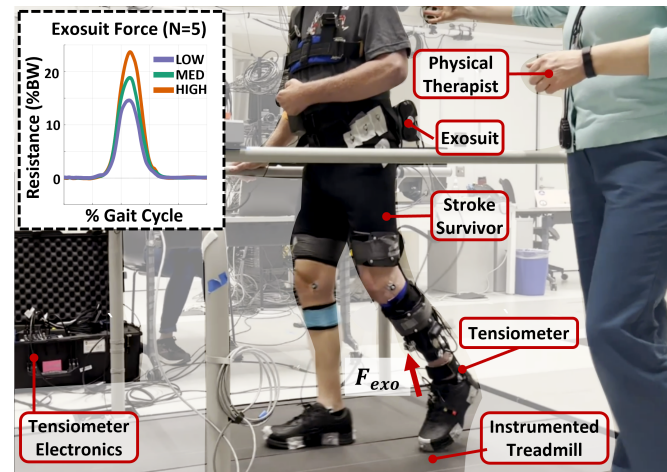 Exosuit Force (N=5)
Resistance (%BW)
20
10
0
LOW
MED
HIGH
% Gait Cycle
Physical
Therapist
Exosuit
Stroke
Survivor
Tensiometer
F_exo
Tensiometer
Electronics
Instrumented
Treadmill